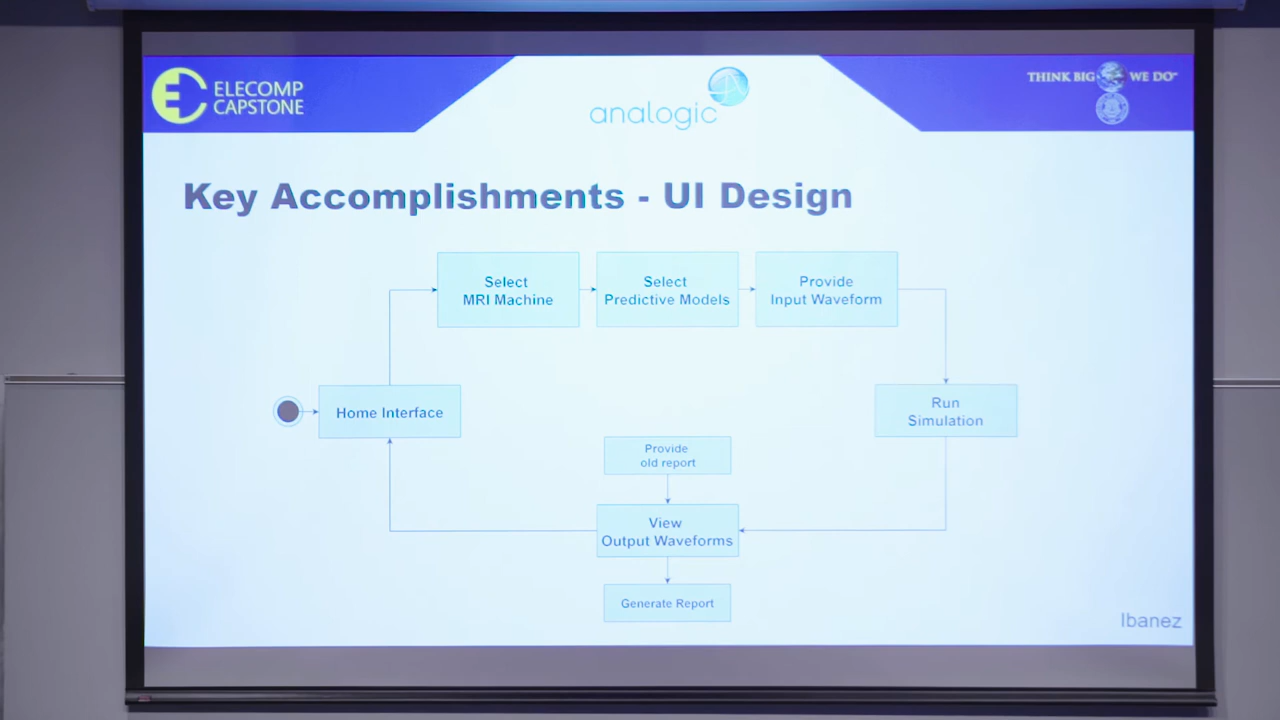 ELECOMP
CAPSTONE
analogic
THINK BIG WE DO℠
Key Accomplishments - UI Design
Select
MRI Machine
Select
Predictive Models
Provide
Input Waveform
Home Interface
Run
Simulation
Provide
old report
View
Output Waveforms
Generate Report
Ibanez